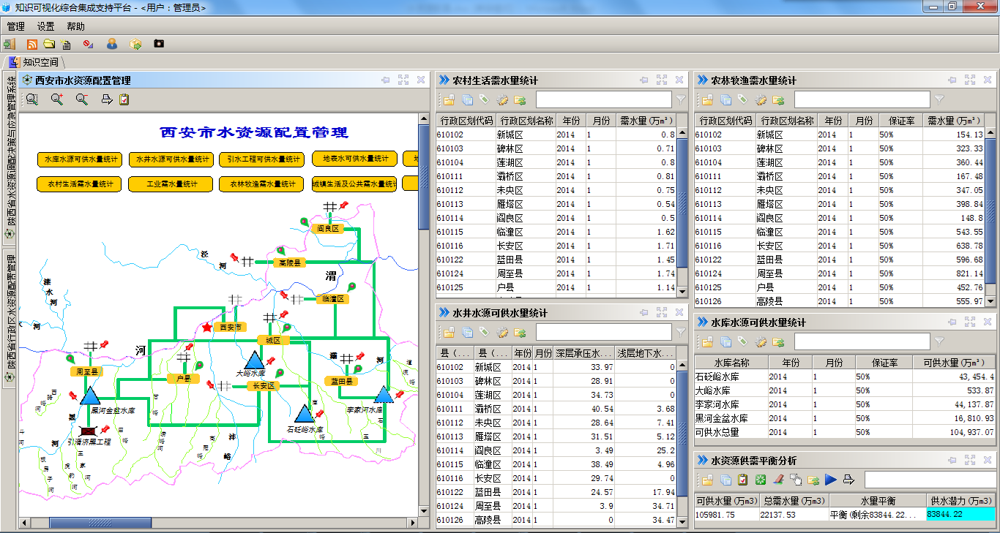 知识可视化综合集成支持平台 - <用户：管理员>
管理 设置 帮助
知识空间
陕西省水资源调配决策与应急管理系统
陕西省行政区水资源配置管理
西安市水资源配置管理
西安市水资源配置管理
水库水源可供水量统计 水井水源可供水量统计 引水工程可供水量统计 地表水可供水量统计 地
农村生活需水量统计 工业需水量统计 农林牧渔需水量统计 城镇生活及公共需水量统计
阎良区
泾 河
高陵县
渭
滦 水 河
临潼区
西安市
城区
河
河
灞 河
周至县
户县
大峪水库
长安区
蓝田县
黑河金盆水库
李家河水库
石砭峪水库
引湑济黑工程
黑 河
沣 峪
农村生活需水量统计
行政区划代码 行政区划名称 年份 月份 需水量(万m³)
610102 新城区 2014 1 0.8
610103 碑林区 2014 1 0.71
610104 莲湖区 2014 1 0.8
610111 灞桥区 2014 1 0.81
610112 未央区 2014 1 0.75
610113 雁塔区 2014 1 0.54
610114 阎良区 2014 1 0.5
610115 临潼区 2014 1 1.62
610116 长安区 2014 1 1.71
610122 蓝田县 2014 1 1.45
610124 周至县 2014 1 1.74
610125 户县 2014 1 1.14
水井水源可供水量统计
县（... 县（... 年份 月份 深层承压水... 浅层地下水...
610102 新城区 2014 1 33.97 0
610103 碑林区 2014 1 28.91 0
610104 莲湖区 2014 1 34.73 0
610111 灞桥区 2014 1 40.54 3.68
610112 未央区 2014 1 28.64 7.41
610113 雁塔区 2014 1 31.51 5.12
610114 阎良区 2014 1 3.49 25.2
610115 临潼区 2014 1 38.49 4.96
610116 长安区 2014 1 29.74 0
610122 蓝田县 2014 1 24.57 17.94
610124 周至县 2014 1 3.9 34.71
610126 高陵县 2014 1 0 34.47
农林牧渔需水量统计
行政区划代码 行政区划名称 年份 月份 保证率 需水量(万m³)
610102 新城区 2014 1 50% 154.13
610103 碑林区 2014 1 50% 323.33
610104 莲湖区 2014 1 50% 360.44
610111 灞桥区 2014 1 50% 167.48
610112 未央区 2014 1 50% 347.05
610113 雁塔区 2014 1 50% 398.84
610114 阎良区 2014 1 50% 148.8
610115 临潼区 2014 1 50% 543.55
610116 长安区 2014 1 50% 638.78
610122 蓝田县 2014 1 50% 596.68
610124 周至县 2014 1 50% 821.14
610125 户县 2014 1 50% 452.76
610126 高陵县 2014 1 50% 555.97
水库水源可供水量统计
水库名称 年份 月份 保证率 可供水量(万m³)
石砭峪水库 2014 1 50% 43,454.4
大峪水库 2014 1 50% 533.87
李家河水库 2014 1 50% 44,137.87
黑河金盆水库 2014 1 50% 16,810.93
可供水总量 2014 1 50% 104,937.07
水资源供需平衡分析
可供水量(万m3) 总需水量(万m3) 水量平衡 供水潜力(万m3)
105981.75 22137.53 平衡(剩余83844.22... 83844.22